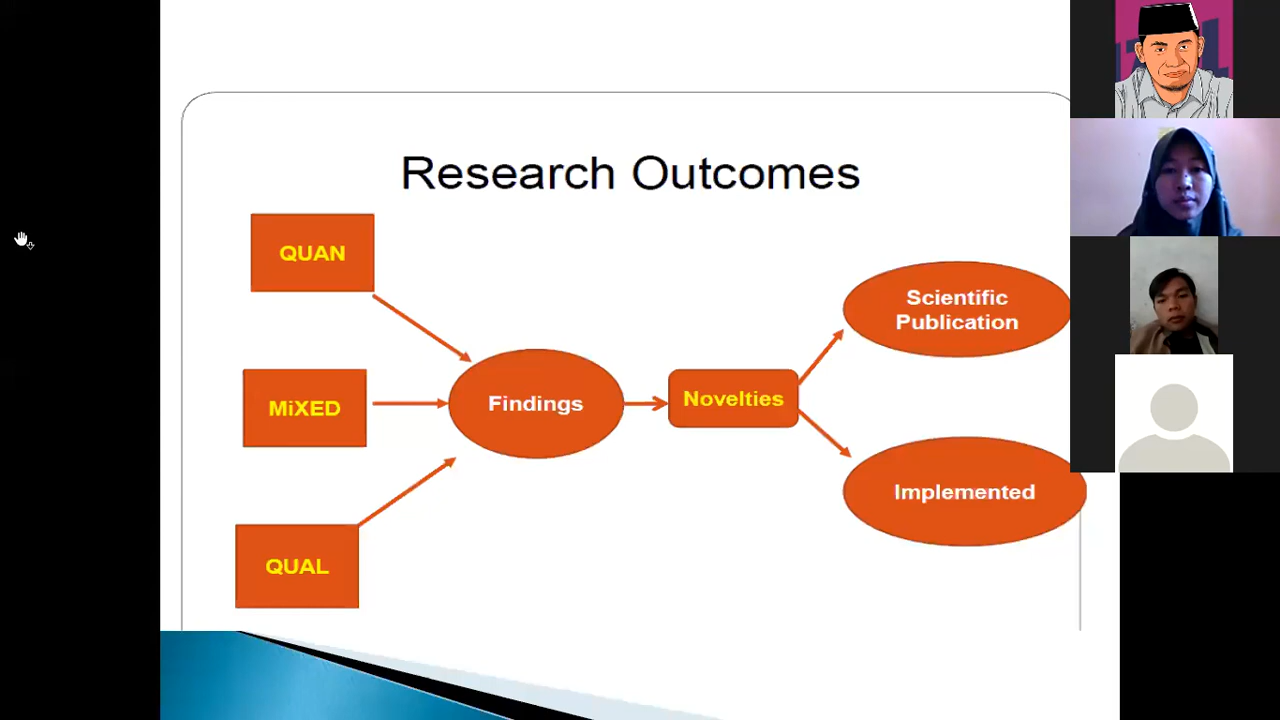 Research Outcomes
QUAN
MiXED
QUAL
Findings
Novelties
Scientific
Publication
Implemented